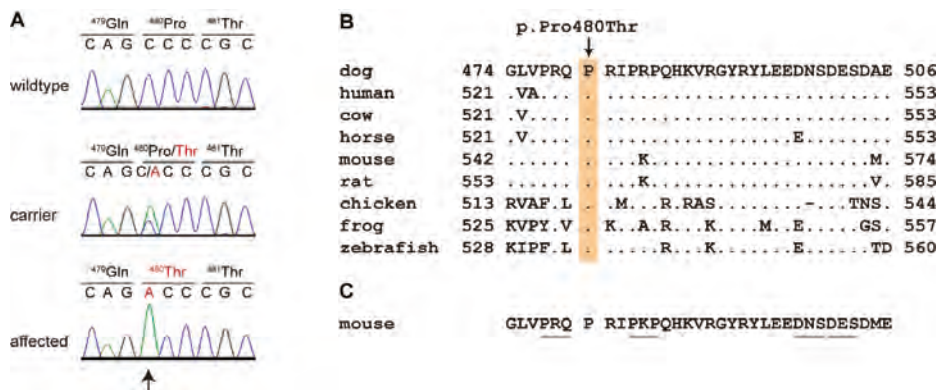 A
479Gln 480Pro 481Thr
C A G C C C C G C
wildtype
479Gln 480Pro/Thr 481Thr
C A G C/A C C C G C
carrier
479Gln 480Thr 481Thr
C A G A C C C G C
affected
B
p.Pro480Thr
dog 474 GLVPRQ P RIPRPQHKVRGYRYLEEDNSDESDAE 506
human 521 .VA... . .......................... 553
cow 521 .V.... . .......................... 553
horse 521 .V.... . .................E........ 553
mouse 542 ...... . ...K....................M. 574
rat 553 ...... . ...K....................V. 585
chicken 513 RVAF.L . .M...R.RAS........-...TNS. 544
frog 525 KVPY.V . K..A.R...K....M..E.....GS. 557
zebrafish 528 KIPF.L . .....R...K.......E......TD 560
C
mouse GLVPRQ P RIPKPQHKVRGYRYLEEDNSDESDME